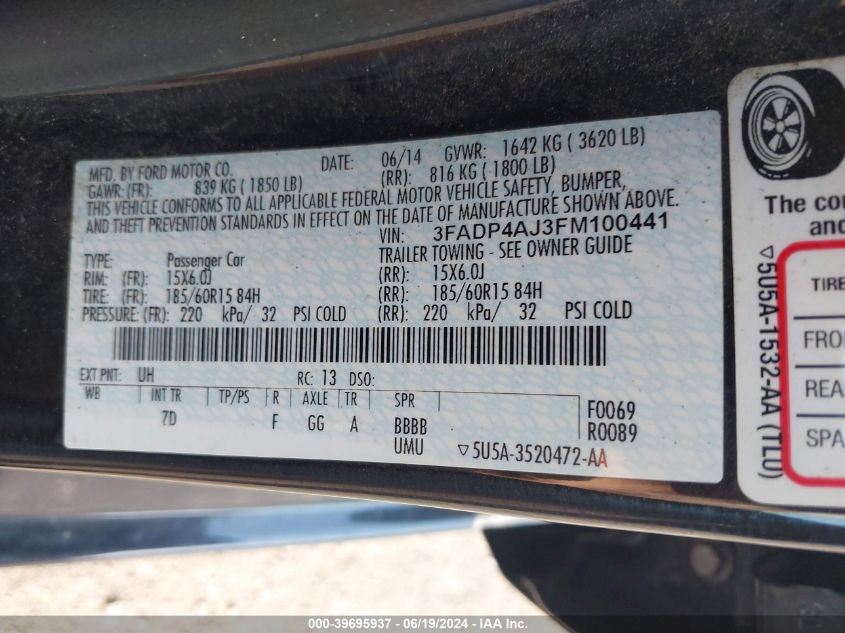 MFD. BY FORD MOTOR CO. DATE: 06/14 GVWR: 1642 KG ( 3620 LB)
GAWR: (FR): 839 KG ( 1850 LB) (RR): 816 KG ( 1800 LB)
THIS VEHICLE CONFORMS TO ALL APPLICABLE FEDERAL MOTOR VEHICLE SAFETY, BUMPER,
AND THEFT PREVENTION STANDARDS IN EFFECT ON THE DATE OF MANUFACTURE SHOWN ABOVE.
VIN: 3FADP4AJ3FM100441
TYPE: Passenger Car TRAILER TOWING - SEE OWNER GUIDE
RIM: (FR): 15X6.0J (RR): 15X6.0J
TIRE: (FR): 185/60R15 84H (RR): 185/60R15 84H
PRESSURE: (FR): 220 kPa/ 32 PSI COLD (RR): 220 kPa/ 32 PSI COLD
EXT PNT: UH RC: 13 DSO:
WB INT TR TP/PS R AXLE TR SPR F0069
7D F GG A BBBB R0089
UMU ▽5U5A-3520472-AA
The co
and
▽5U5A-1532-AA (TLU)
TIRE
FRO
REA
SPA
000-39695937 - 06/19/2024 - IAA Inc.